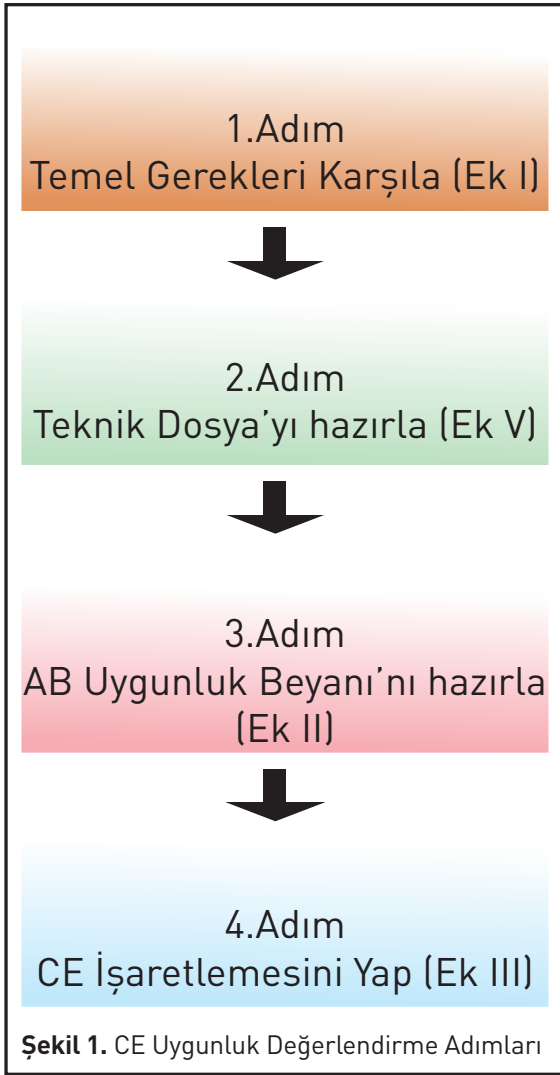 1.Adım
Temel Gerekleri Karşıla (Ek I)
2.Adım
Teknik Dosya’yı hazırla (Ek V)
3.Adım
AB Uygunluk Beyanı’nı hazırla
(Ek II)
4.Adım
CE İşaretlemesini Yap (Ek III)
Şekil 1. CE Uygunluk Değerlendirme Adımları